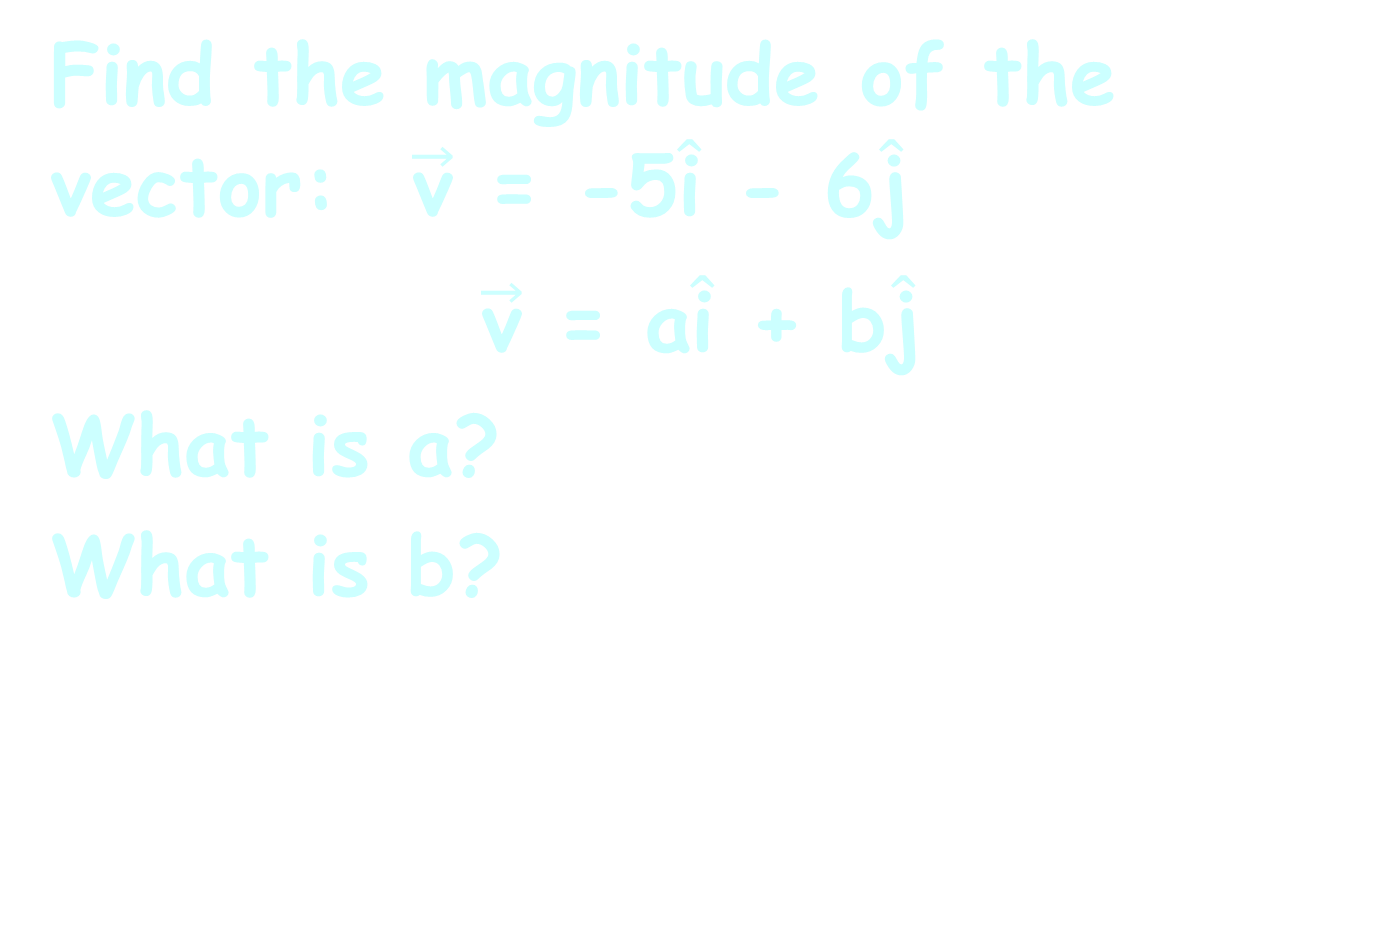 Find the magnitude of the
vector: v⃗ = -5î - 6ĵ
v⃗ = aî + bĵ
What is a?
What is b?